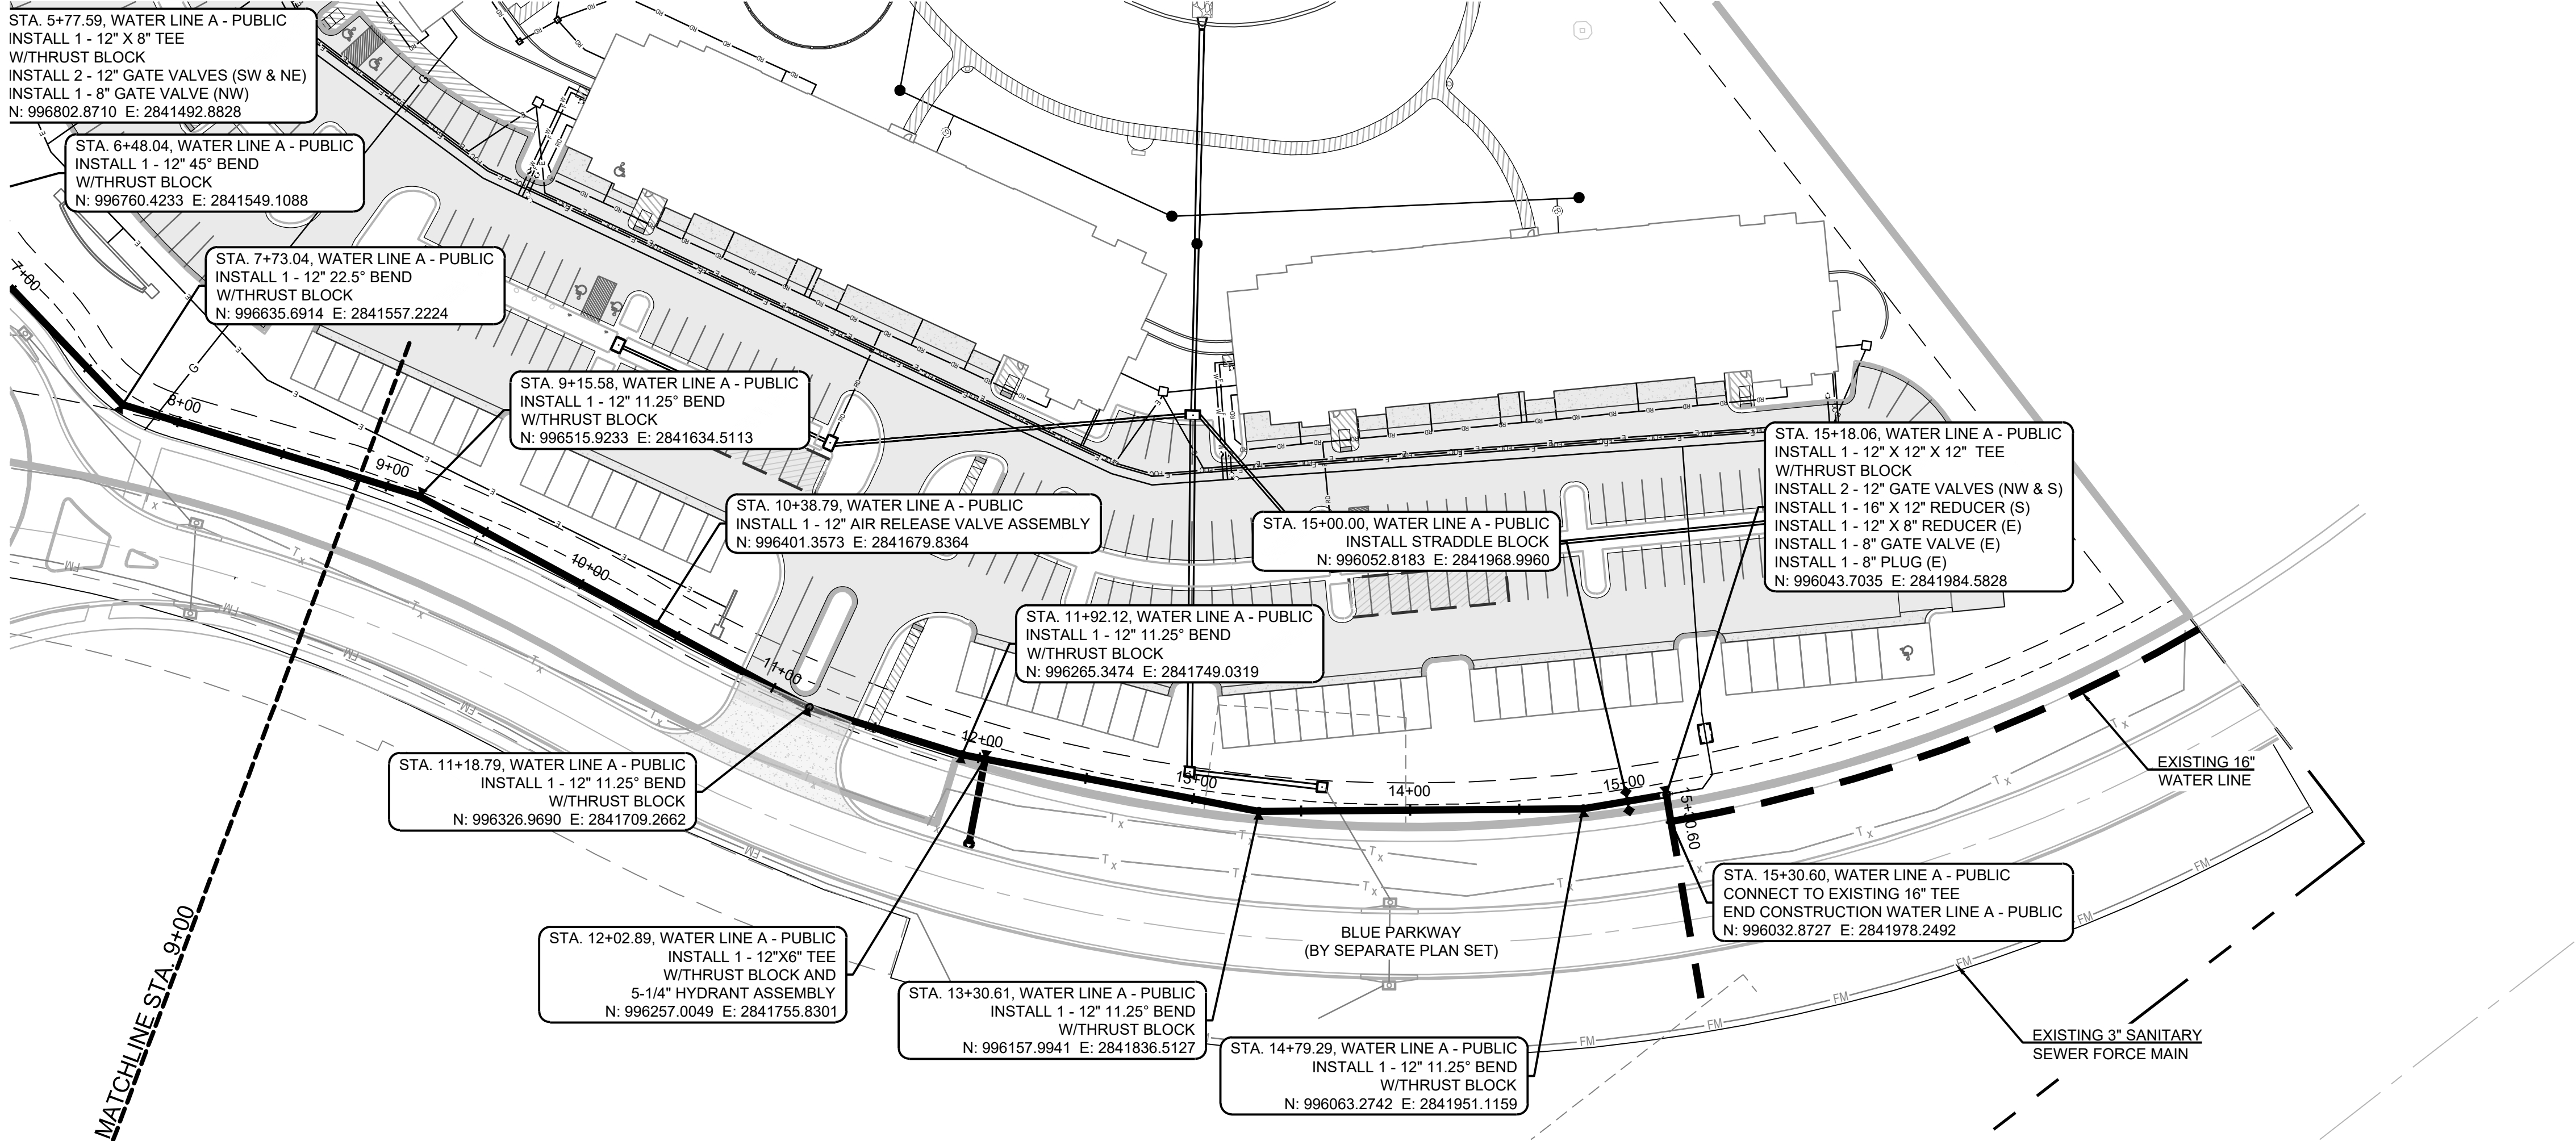 STA. 5+77.59, WATER LINE A - PUBLIC
INSTALL 1 - 12" X 8" TEE
W/THRUST BLOCK
INSTALL 2 - 12" GATE VALVES (SW & NE)
INSTALL 1 - 8" GATE VALVE (NW)
N: 996802.8710 E: 2841492.8828
STA. 6+48.04, WATER LINE A - PUBLIC
INSTALL 1 - 12" 45° BEND
W/THRUST BLOCK
N: 996760.4233 E: 2841549.1088
STA. 7+73.04, WATER LINE A - PUBLIC
INSTALL 1 - 12" 22.5° BEND
W/THRUST BLOCK
N: 996635.6914 E: 2841557.2224
7+00
8+00
STA. 9+15.58, WATER LINE A - PUBLIC
INSTALL 1 - 12" 11.25° BEND
W/THRUST BLOCK
N: 996515.9233 E: 2841634.5113
9+00
STA. 10+38.79, WATER LINE A - PUBLIC
INSTALL 1 - 12" AIR RELEASE VALVE ASSEMBLY
N: 996401.3573 E: 2841679.8364
10+00
STA. 15+00.00, WATER LINE A - PUBLIC
INSTALL STRADDLE BLOCK
N: 996052.8183 E: 2841968.9960
STA. 15+18.06, WATER LINE A - PUBLIC
INSTALL 1 - 12" X 12" X 12" TEE
W/THRUST BLOCK
INSTALL 2 - 12" GATE VALVES (NW & S)
INSTALL 1 - 16" X 12" REDUCER (S)
INSTALL 1 - 12" X 8" REDUCER (E)
INSTALL 1 - 8" GATE VALVE (E)
INSTALL 1 - 8" PLUG (E)
N: 996043.7035 E: 2841984.5828
STA. 11+92.12, WATER LINE A - PUBLIC
INSTALL 1 - 12" 11.25° BEND
W/THRUST BLOCK
N: 996265.3474 E: 2841749.0319
11+00
12+00
13+00
14+00
15+00
15+30.60
STA. 11+18.79, WATER LINE A - PUBLIC
INSTALL 1 - 12" 11.25° BEND
W/THRUST BLOCK
N: 996326.9690 E: 2841709.2662
EXISTING 16"
WATER LINE
STA. 15+30.60, WATER LINE A - PUBLIC
CONNECT TO EXISTING 16" TEE
END CONSTRUCTION WATER LINE A - PUBLIC
N: 996032.8727 E: 2841978.2492
BLUE PARKWAY
(BY SEPARATE PLAN SET)
STA. 12+02.89, WATER LINE A - PUBLIC
INSTALL 1 - 12"X6" TEE
W/THRUST BLOCK AND
5-1/4" HYDRANT ASSEMBLY
N: 996257.0049 E: 2841755.8301
STA. 13+30.61, WATER LINE A - PUBLIC
INSTALL 1 - 12" 11.25° BEND
W/THRUST BLOCK
N: 996157.9941 E: 2841836.5127
STA. 14+79.29, WATER LINE A - PUBLIC
INSTALL 1 - 12" 11.25° BEND
W/THRUST BLOCK
N: 996063.2742 E: 2841951.1159
EXISTING 3" SANITARY
SEWER FORCE MAIN
MATCHLINE STA. 9+00
G
G
FM
FM
FM
FM
FM
FM
FM
FM
FM
FM
FM
FM